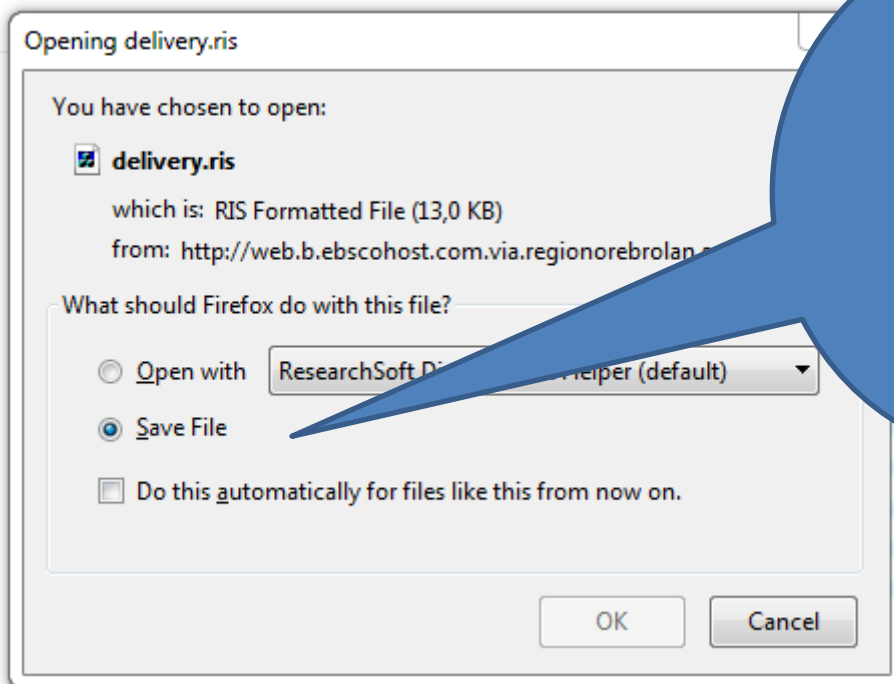 Opening delivery.ris
You have chosen to open:
delivery.ris
which is: RIS Formatted File (13,0 KB)
from: http://web.b.ebscohost.com.via.regionorebrolan
What should Firefox do with this file?
Open with ResearchSoft Helper (default)
Save File
Do this automatically for files like this from now on.
OK Cancel